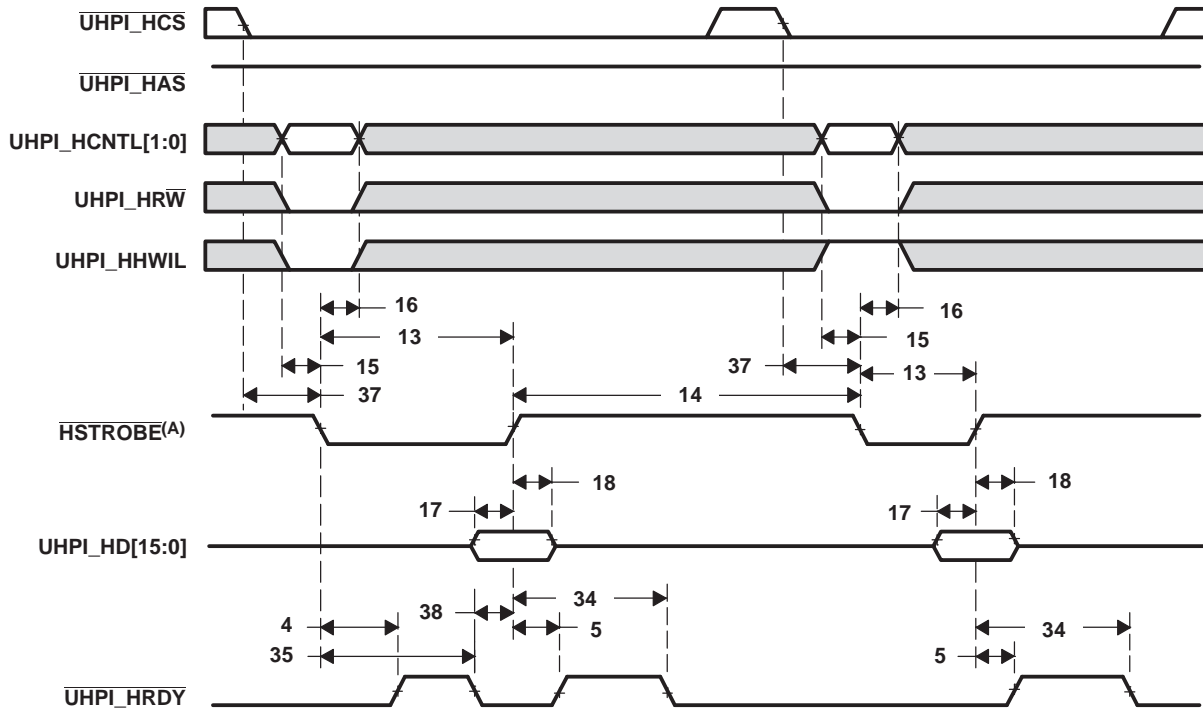 UHPI_HCS
UHPI_HAS
UHPI_HCNTL[1:0]
UHPI_HRW
UHPI_HHWIL
16
16
13
15
15
37
13
37
14
HSTROBE(A)
18
18
17
17
UHPI_HD[15:0]
38
34
4
5
34
35
5
UHPI_HRDY